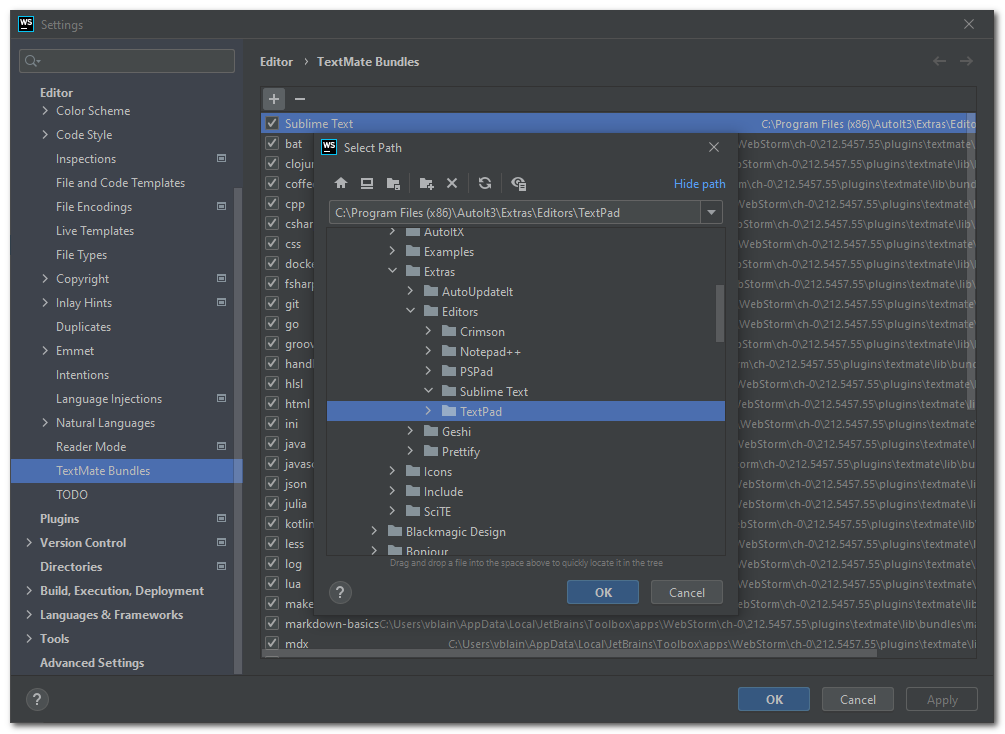 WS Settings
Editor
Color Scheme
Code Style
Inspections
File and Code Templates
File Encodings
Live Templates
File Types
Copyright
Inlay Hints
Duplicates
Emmet
Intentions
Language Injections
Natural Languages
Reader Mode
TextMate Bundles
TODO
Plugins
Version Control
Directories
Build, Execution, Deployment
Languages & Frameworks
Tools
Advanced Settings
Editor › TextMate Bundles
Sublime Text C:\Program Files (x86)\AutoIt3\Extras\Edito
bat WebStorm\ch-0\212.5457.55\plugins\textmate\
clojur WebStorm\ch-0\212.5457.55\plugins\textmate\lib\
coffe \ch-0\212.5457.55\plugins\textmate\lib\bun
cpp WebStorm\ch-0\212.5457.55\plugins\textmate
cshar WebStorm\ch-0\212.5457.55\plugins\textmate\lib
css WebStorm\ch-0\212.5457.55\plugins\textmate
docke WebStorm\ch-0\212.5457.55\plugins\textmate\lib
fsharp WebStorm\ch-0\212.5457.55\plugins\textmate\lib
git WebStorm\ch-0\212.5457.55\plugins\textmate\
go WebStorm\ch-0\212.5457.55\plugins\textmate\
groov WebStorm\ch-0\212.5457.55\plugins\textmate\lib
handl \ch-0\212.5457.55\plugins\textmate\lib\bundl
hlsl WebStorm\ch-0\212.5457.55\plugins\textmate\
html WebStorm\ch-0\212.5457.55\plugins\textmate\li
ini WebStorm\ch-0\212.5457.55\plugins\textmate\
java WebStorm\ch-0\212.5457.55\plugins\textmate\
javasc \ch-0\212.5457.55\plugins\textmate\lib\bu
json WebStorm\ch-0\212.5457.55\plugins\textmate\
julia WebStorm\ch-0\212.5457.55\plugins\textmate\
kotlin WebStorm\ch-0\212.5457.55\plugins\textmate\lib
less WebStorm\ch-0\212.5457.55\plugins\textmate\
log WebStorm\ch-0\212.5457.55\plugins\textmate\
lua WebStorm\ch-0\212.5457.55\plugins\textmate\
make WebStorm\ch-0\212.5457.55\plugins\textmate\lib
markdown-basicsC:\Users\vblain\AppData\Local\JetBrains\Toolbox\apps\WebStorm\ch-0\212.5457.55\plugins\textmate\lib\bundles\ma
mdx C:\Users\vblain\AppData\Local\JetBrains\Toolbox\apps\WebStorm\ch-0\212.5457.55\plugins\textmate\li
WS Select Path
Hide path
C:\Program Files (x86)\AutoIt3\Extras\Editors\TextPad
AutoItX
Examples
Extras
AutoUpdateIt
Editors
Crimson
Notepad++
PSPad
Sublime Text
TextPad
Geshi
Prettify
Icons
Include
SciTE
Blackmagic Design
Bonjour
Drag and drop a file into the space above to quickly locate it in the tree
? OK Cancel
? OK Cancel Apply